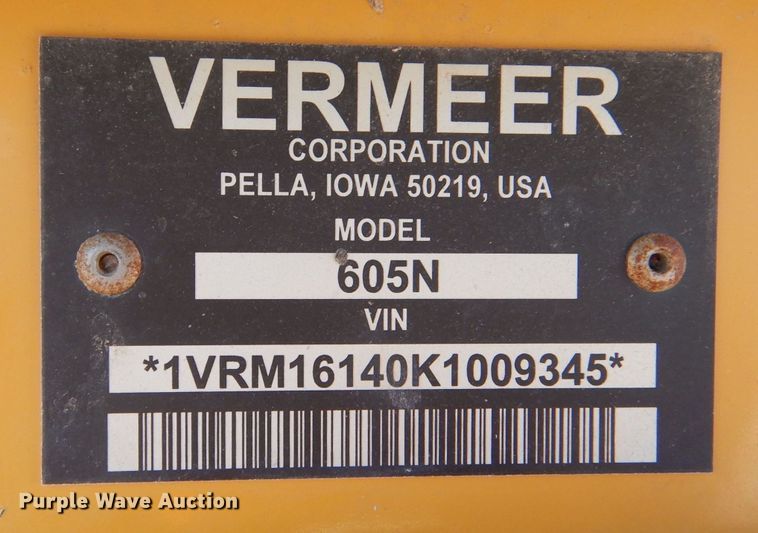 VERMEER
CORPORATION
PELLA, IOWA 50219, USA
MODEL
605N
VIN
*1VRM16140K1009345*
Purple Wave Auction